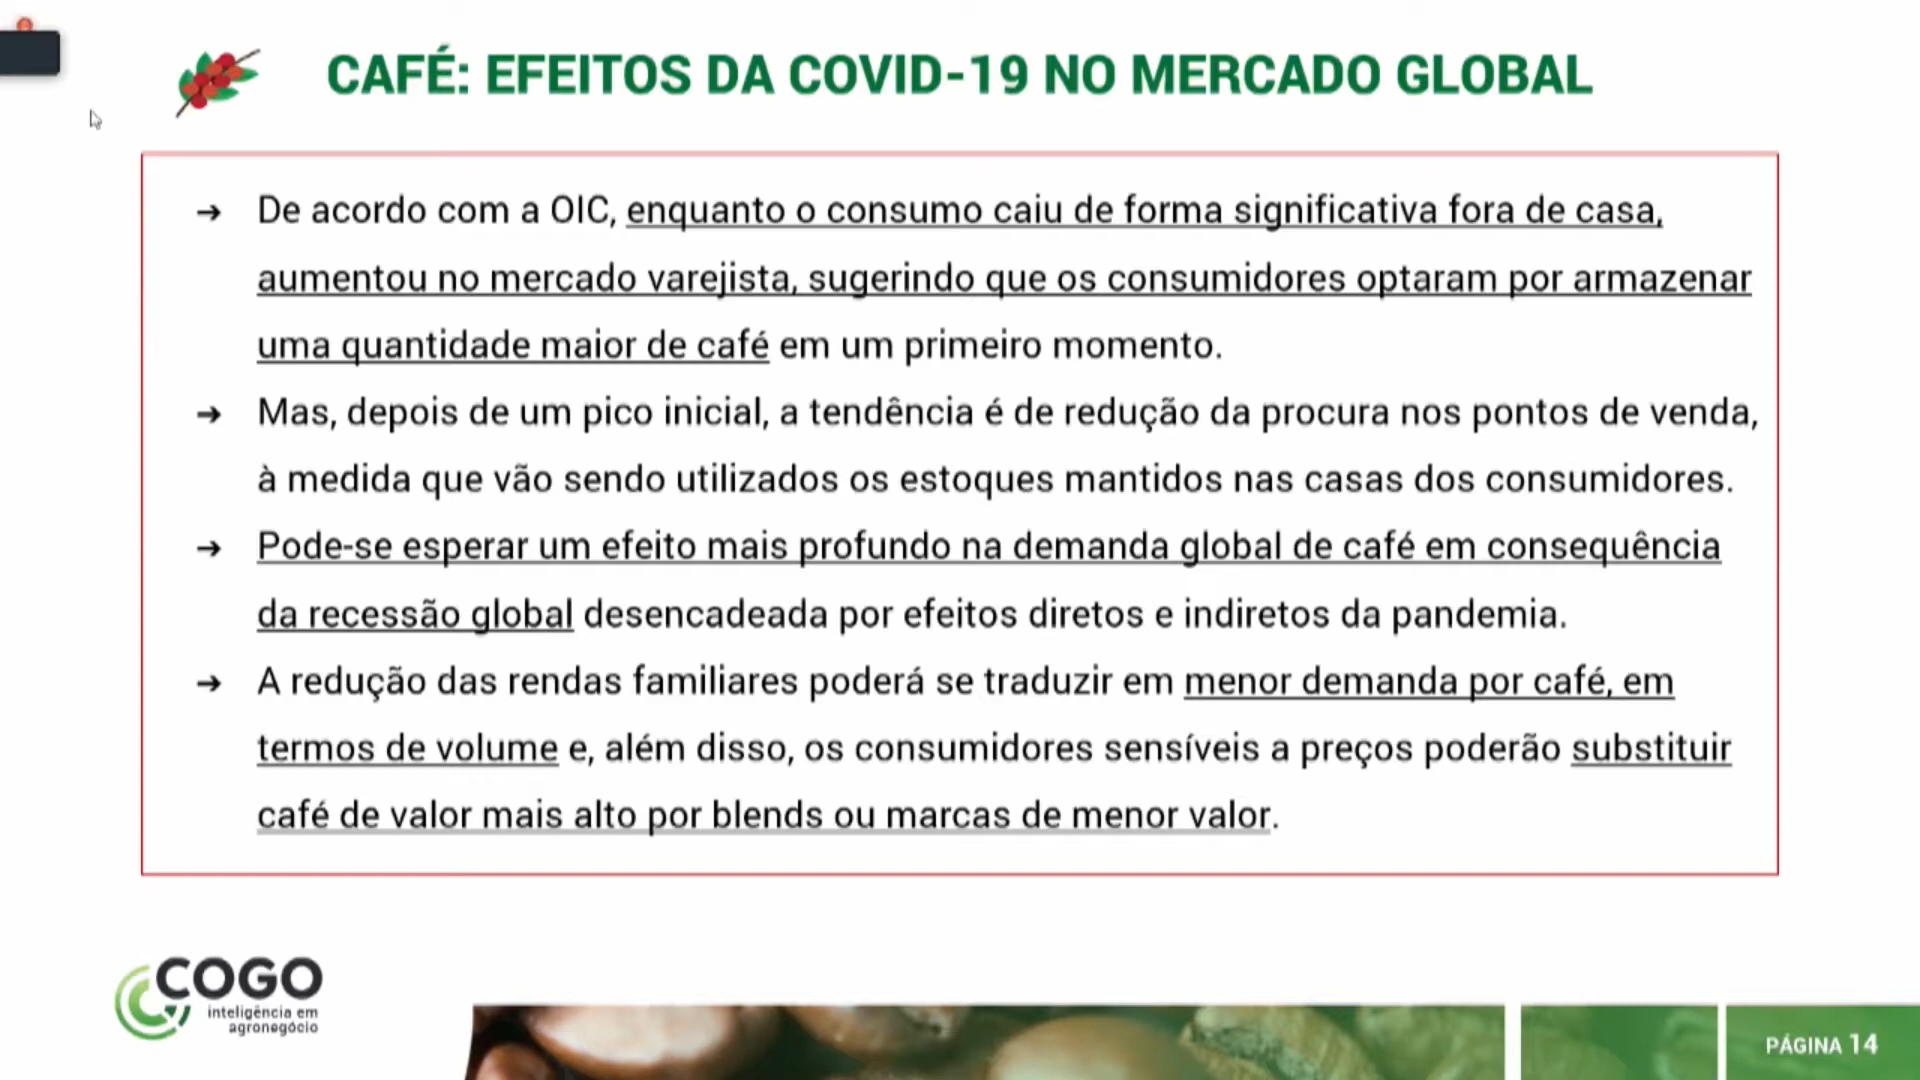 CAFÉ: EFEITOS DA COVID-19 NO MERCADO GLOBAL
→ De acordo com a OIC, enquanto o consumo caiu de forma significativa fora de casa,
aumentou no mercado varejista, sugerindo que os consumidores optaram por armazenar
uma quantidade maior de café em um primeiro momento.
→ Mas, depois de um pico inicial, a tendência é de redução da procura nos pontos de venda,
à medida que vão sendo utilizados os estoques mantidos nas casas dos consumidores.
→ Pode-se esperar um efeito mais profundo na demanda global de café em consequência
da recessão global desencadeada por efeitos diretos e indiretos da pandemia.
→ A redução das rendas familiares poderá se traduzir em menor demanda por café, em
termos de volume e, além disso, os consumidores sensíveis a preços poderão substituir
café de valor mais alto por blends ou marcas de menor valor.
COGO
inteligência em
agronegócio
PÁGINA 14